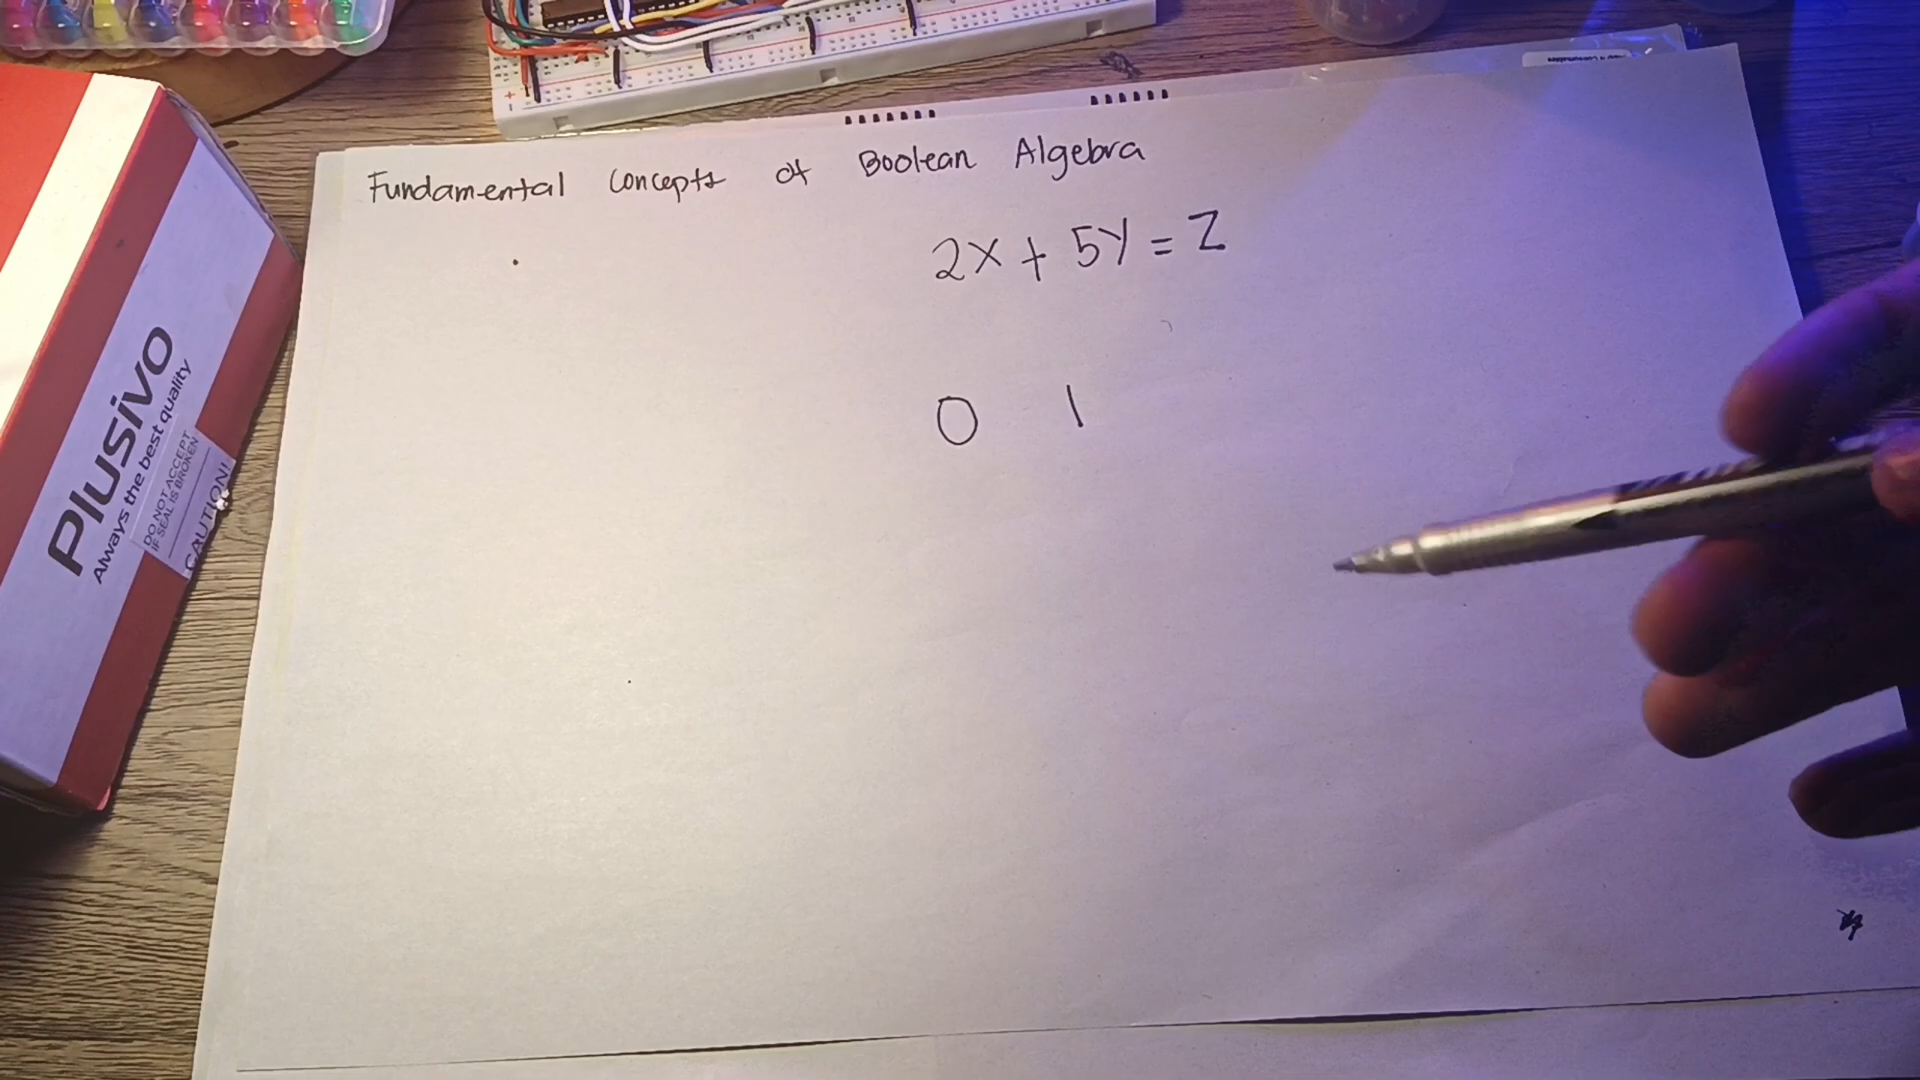 Fundamental Concepts of Boolean Algebra
2X + 5Y = Z
0 1
Plusivo
Always the best quality
DO NOT ACCEPT
IF SEAL IS BROKEN
CAUTION!